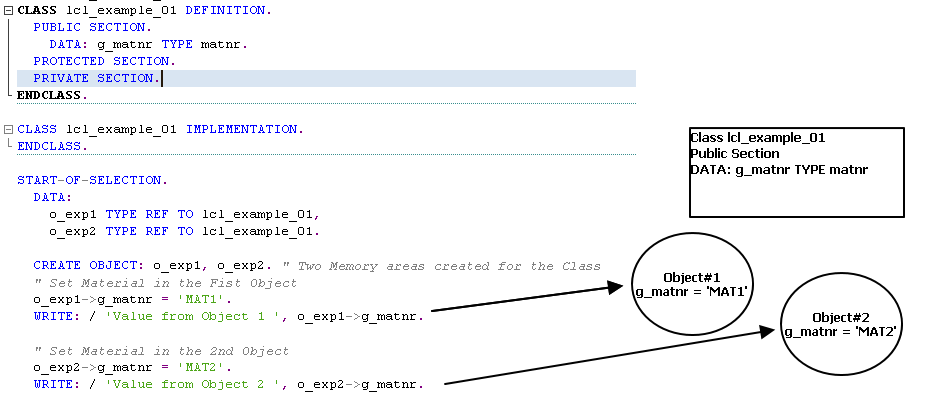 CLASS lcl_example_01 DEFINITION.
PUBLIC SECTION.
DATA: g_matnr TYPE matnr.
PROTECTED SECTION.
PRIVATE SECTION.
ENDCLASS.
CLASS lcl_example_01 IMPLEMENTATION.
ENDCLASS.
START-OF-SELECTION.
DATA:
o_exp1 TYPE REF TO lcl_example_01,
o_exp2 TYPE REF TO lcl_example_01.
CREATE OBJECT: o_exp1, o_exp2. " Two Memory areas created for the Class
" Set Material in the Fist Object
o_exp1->g_matnr = 'MAT1'.
WRITE: / 'Value from Object 1 ', o_exp1->g_matnr.
" Set Material in the 2nd Object
o_exp2->g_matnr = 'MAT2'.
WRITE: / 'Value from Object 2 ', o_exp2->g_matnr.
Class lcl_example_01
Public Section
DATA: g_matnr TYPE matnr
Object#1
g_matnr = 'MAT1'
Object#2
g_matnr = 'MAT2'